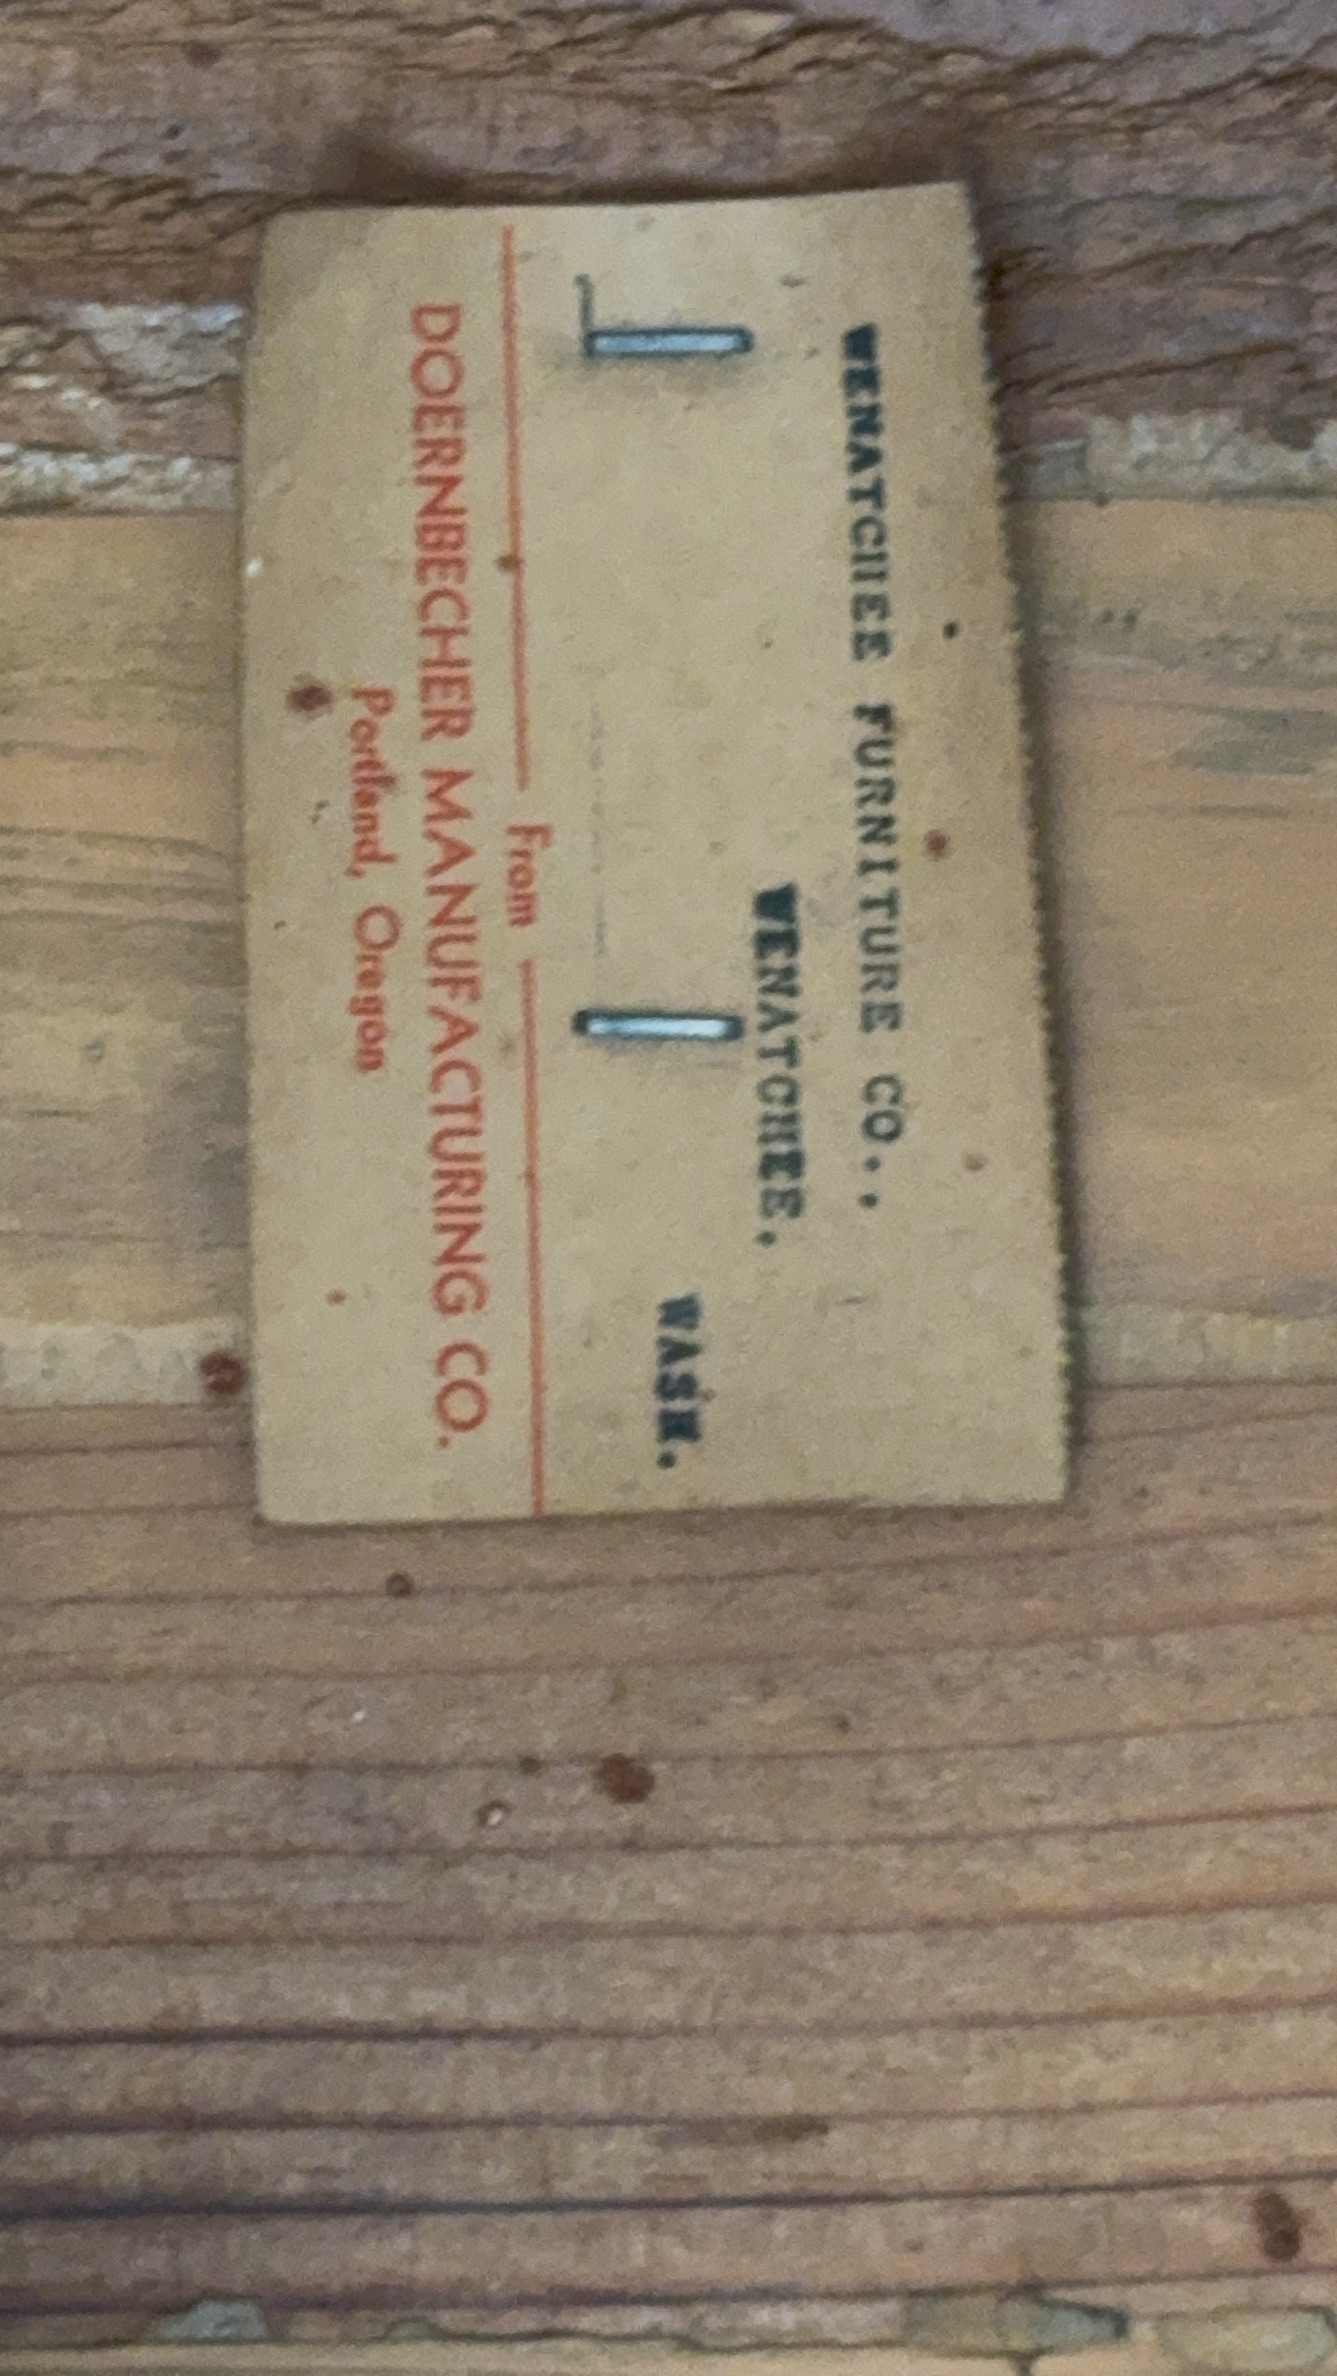 WENATCHEE FURNITURE CO..
WENATCHEE.
WASH.
From
DOERNBECHER MANUFACTURING CO.
Portland, Oregon